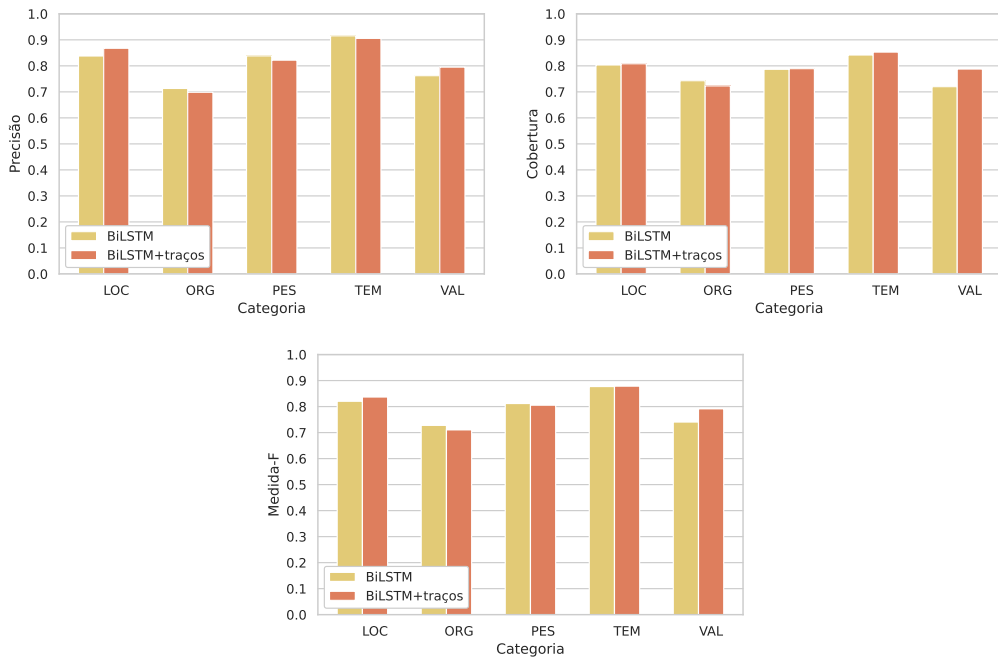 Precisão
1.0
0.9
0.8
0.7
0.6
0.5
0.4
0.3
0.2
0.1
0.0
BiLSTM
BiLSTM+traços
LOC ORG PES TEM VAL
Categoria
Cobertura
1.0
0.9
0.8
0.7
0.6
0.5
0.4
0.3
0.2
0.1
0.0
BiLSTM
BiLSTM+traços
LOC ORG PES TEM VAL
Categoria
Medida-F
1.0
0.9
0.8
0.7
0.6
0.5
0.4
0.3
0.2
0.1
0.0
BiLSTM
BiLSTM+traços
LOC ORG PES TEM VAL
Categoria